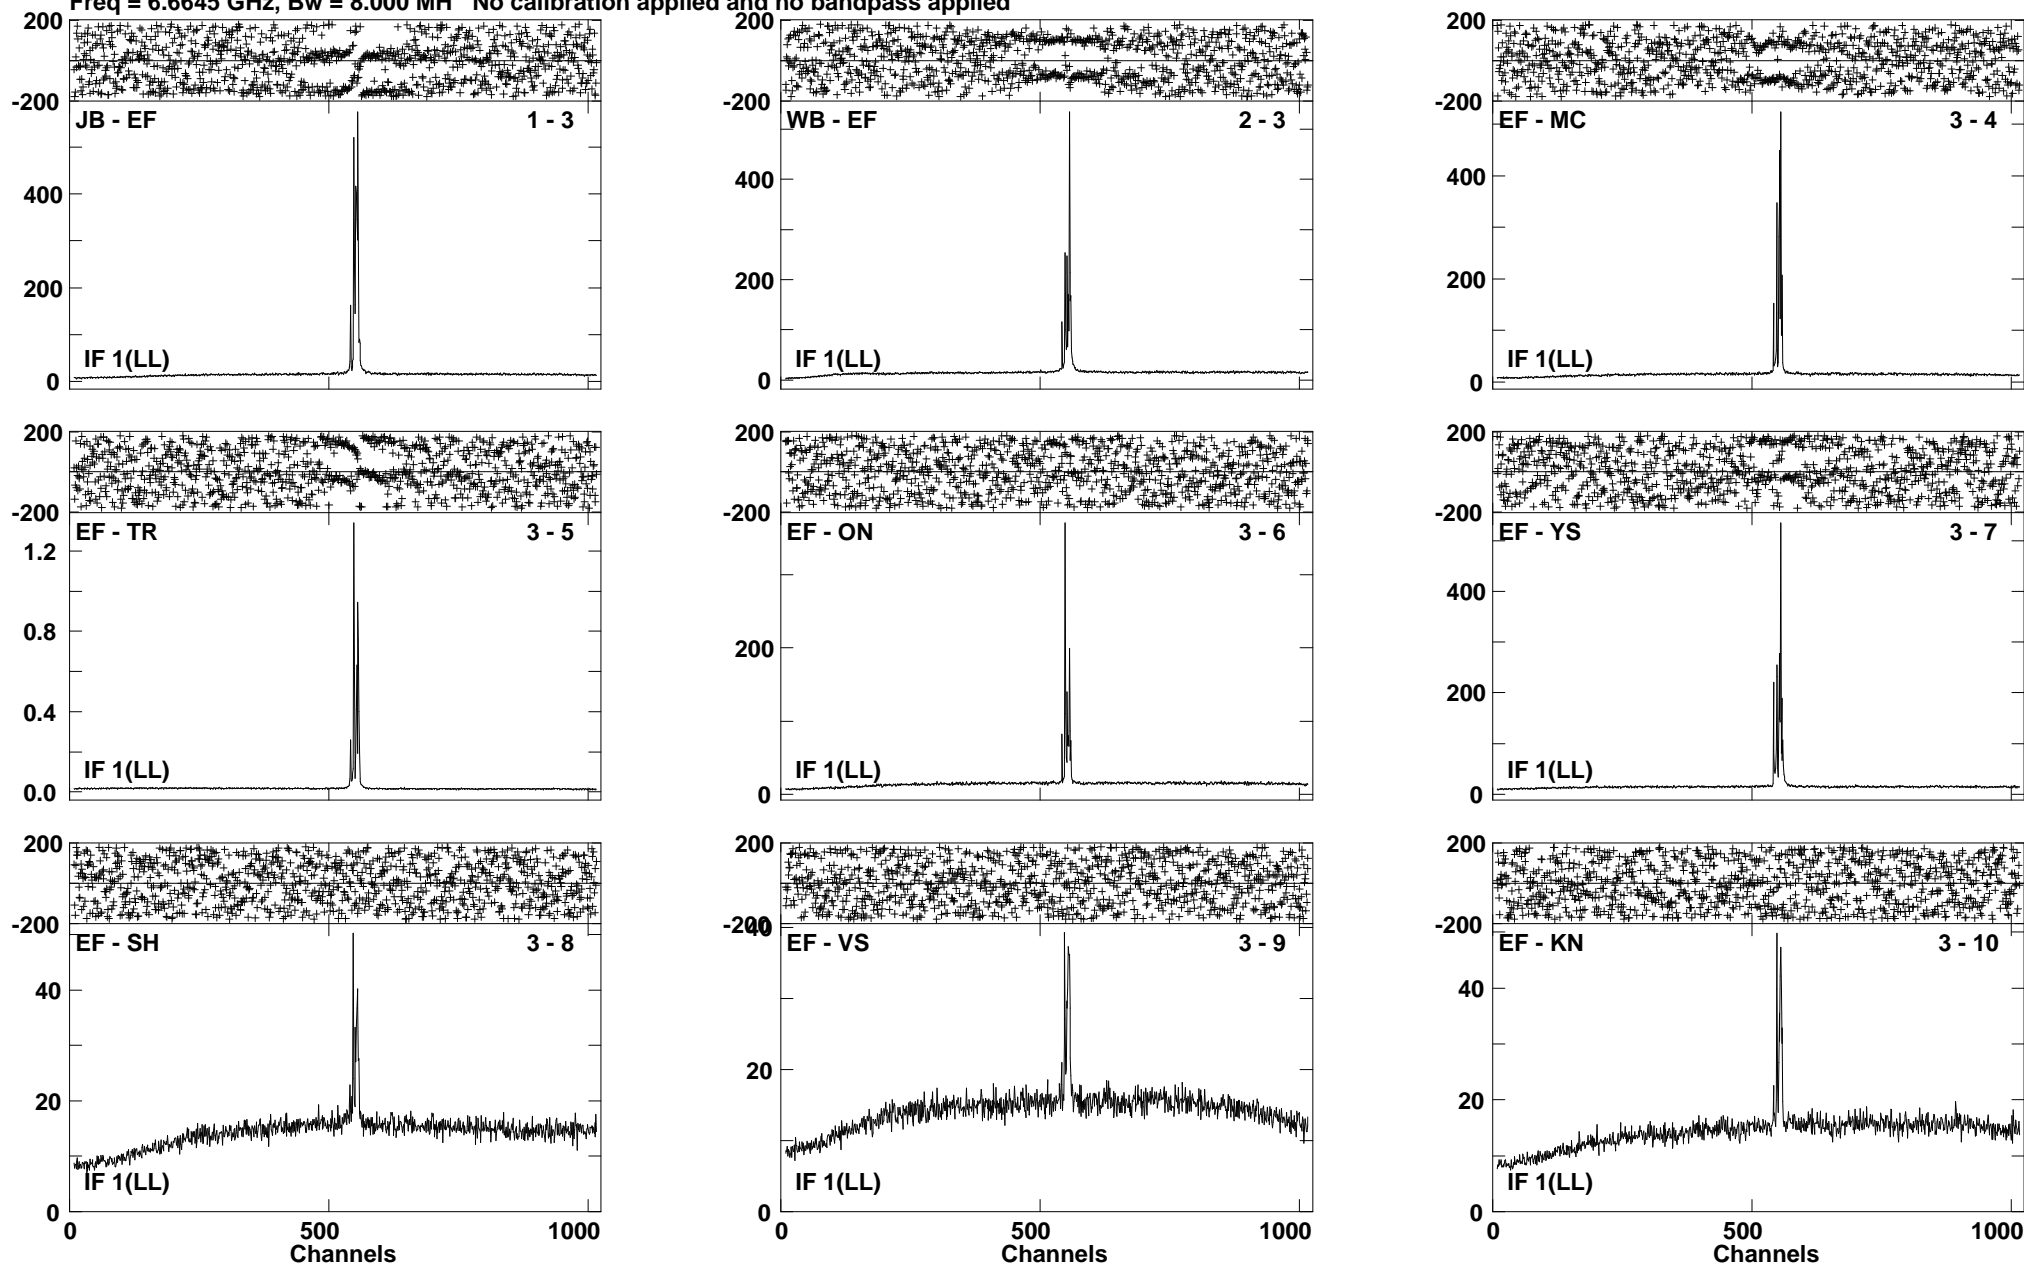 Freq = 6.6645 GHz, Bw = 8.000 MH No calibration applied and no bandpass applied
200 200 200
-200 -200 -200
JB - EF 1 - 3 WB - EF 2 - 3 EF - MC 3 - 4
400 400 400
200 200 200
IF 1(LL) IF 1(LL) IF 1(LL)
0 0 0
200 200 200
-200 -200 -200
EF - TR 3 - 5 EF - ON 3 - 6 EF - YS 3 - 7
1.2 400
0.8 200
0.4 200
IF 1(LL) IF 1(LL) IF 1(LL)
0.0 0 0
200 200 200
-200 -200 40 -200
EF - SH 3 - 8 EF - VS 3 - 9 EF - KN 3 - 10
40 40
20 20 20
IF 1(LL) IF 1(LL) IF 1(LL)
0 0 0
0 500 1000 0 500 1000 0 500 1000
Channels Channels Channels